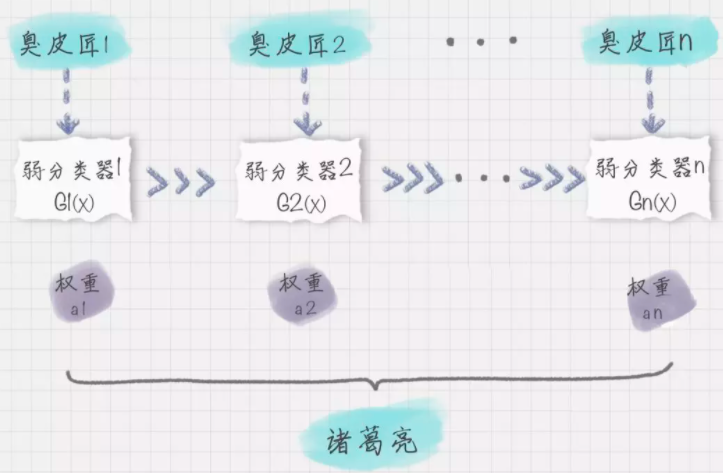 臭皮匠1
臭皮匠2
• • •
臭皮匠n
弱分类器1
G1(x)
弱分类器2
G2(x)
• • •
弱分类器n
Gn(x)
权重
a1
权重
a2
权重
an
诸葛亮